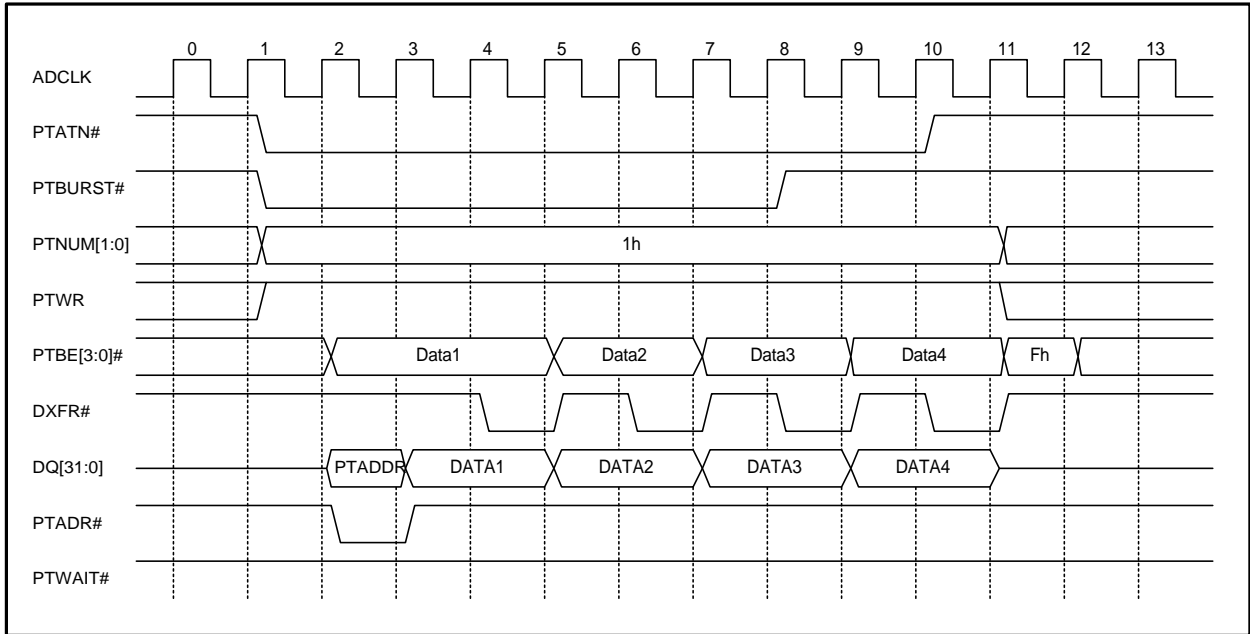 0 1 2 3 4 5 6 7 8 9 10 11 12 13
ADCLK
PTATN#
PTBURST#
PTNUM[1:0] 1h
PTWR
PTBE[3:0]# Data1 Data2 Data3 Data4 Fh
DXFR#
DQ[31:0] PTADDR DATA1 DATA2 DATA3 DATA4
PTADR#
PTWAIT#